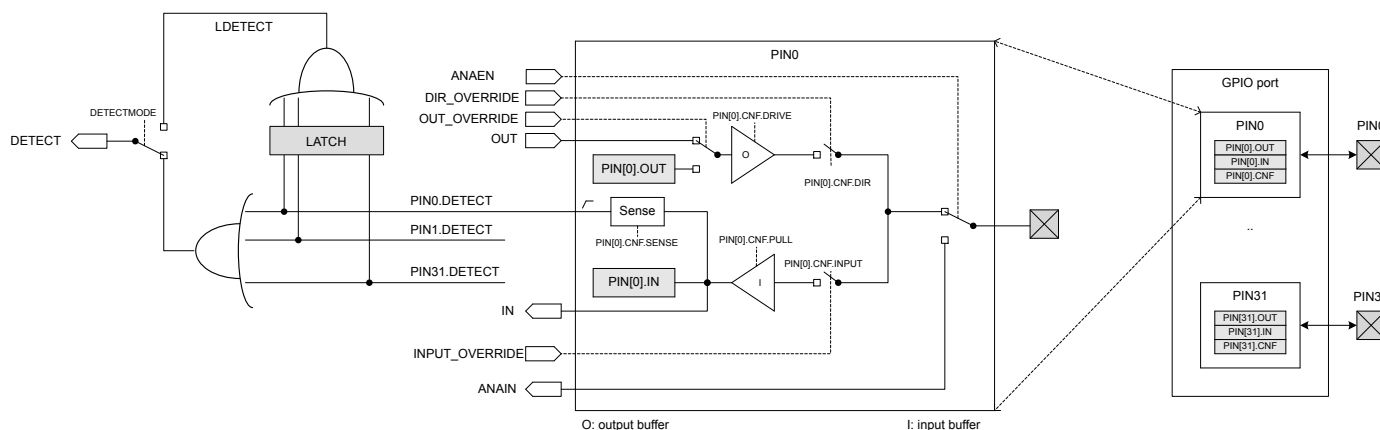 LDETECT
PIN0
ANAEN
GPIO port
DIR_OVERRIDE
DETECTMODE
OUT_OVERRIDE
PIN[0].CNF.DRIVE
PIN0
DETECT
LATCH
OUT
O
PIN[0].OUT
PIN[0].IN
PIN[0].CNF
PIN[0].OUT
PIN[0].CNF.DIR
PIN0.DETECT
Sense
PIN1.DETECT
PIN[0].CNF.SENSE
PIN[0].CNF.PULL
..
PIN[0].CNF.INPUT
PIN31.DETECT
PIN[0].IN
I
PIN31
IN
PIN[31].OUT
PIN[31].IN
PIN[31].CNF
INPUT_OVERRIDE
ANAIN
O: output buffer
I: input buffer